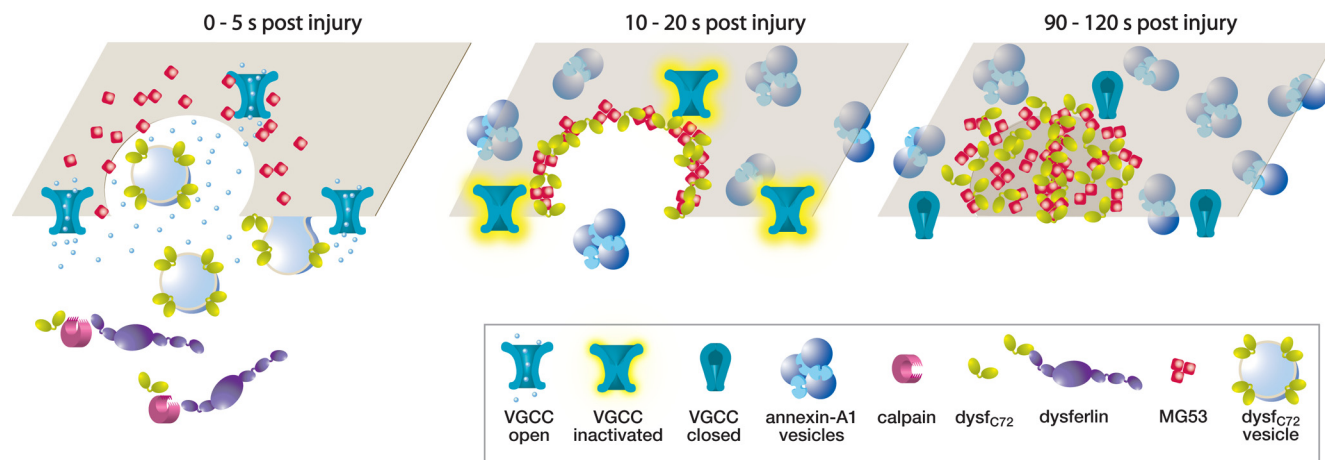 0 - 5 s post injury
10 - 20 s post injury
90 - 120 s post injury
VGCC open
VGCC inactivated
VGCC closed
annexin-A1 vesicles
calpain
dysfC72
dysferlin
MG53
dysfC72 vesicle